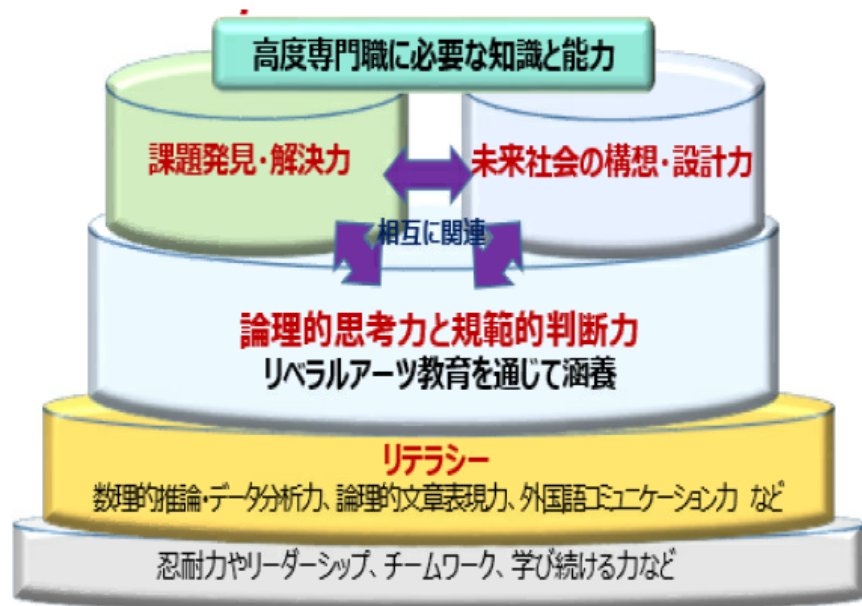 高度専門職に必要な知識と能力
課題発見・解決力
未来社会の構想・設計力
相互に関連
論理的思考力と規範的判断力
リベラルアーツ教育を通じて涵養
リテラシー
数理的推論・データ分析力、論理的文章表現力、外国語コミュニケーション力 など
忍耐力やリーダーシップ、チームワーク、学び続ける力など